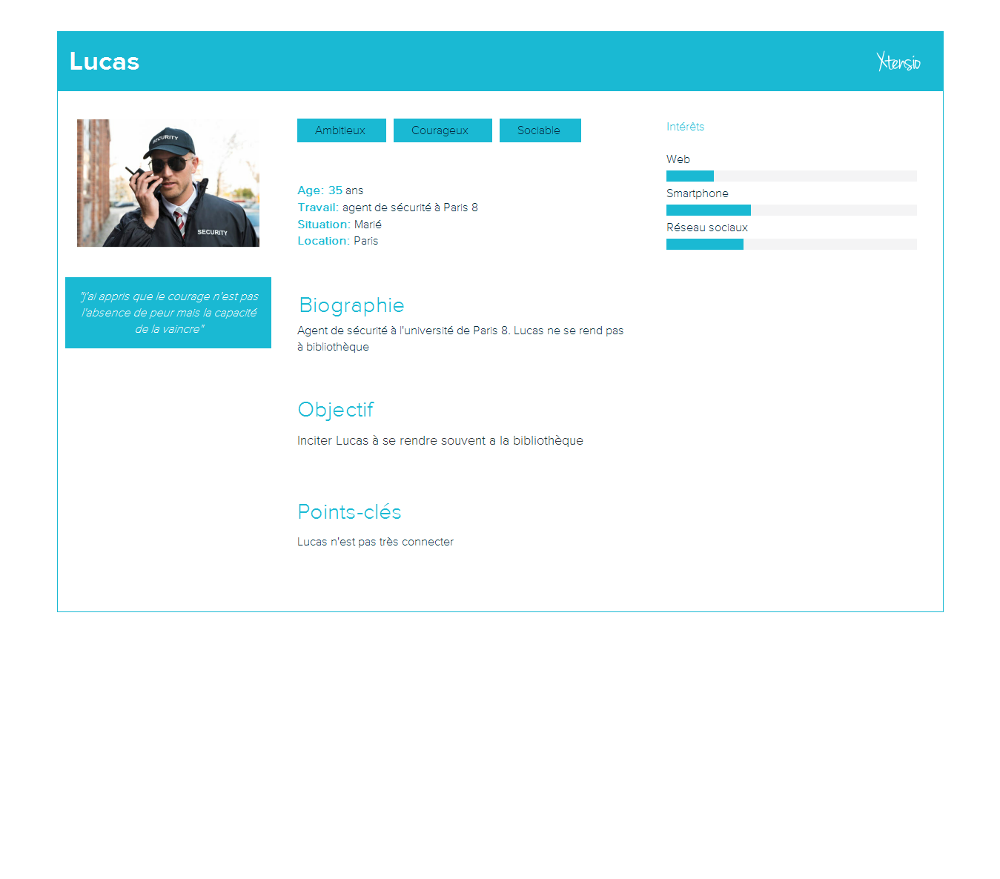 Lucas
Xtensio
SECURITY
SECURITY
"j'ai appris que le courage n'est pas
l'absence de peur mais la capacité
de la vaincre"
Ambitieux
Courageux
Sociable
Age: 35 ans
Travail: agent de sécurité à Paris 8
Situation: Marié
Location: Paris
Biographie
Agent de sécurité à l'université de Paris 8. Lucas ne se rend pas
à bibliothèque
Objectif
Inciter Lucas à se rendre souvent a la bibliothèque
Points-clés
Lucas n'est pas très connecter
Intérêts
Web
Smartphone
Réseau sociaux